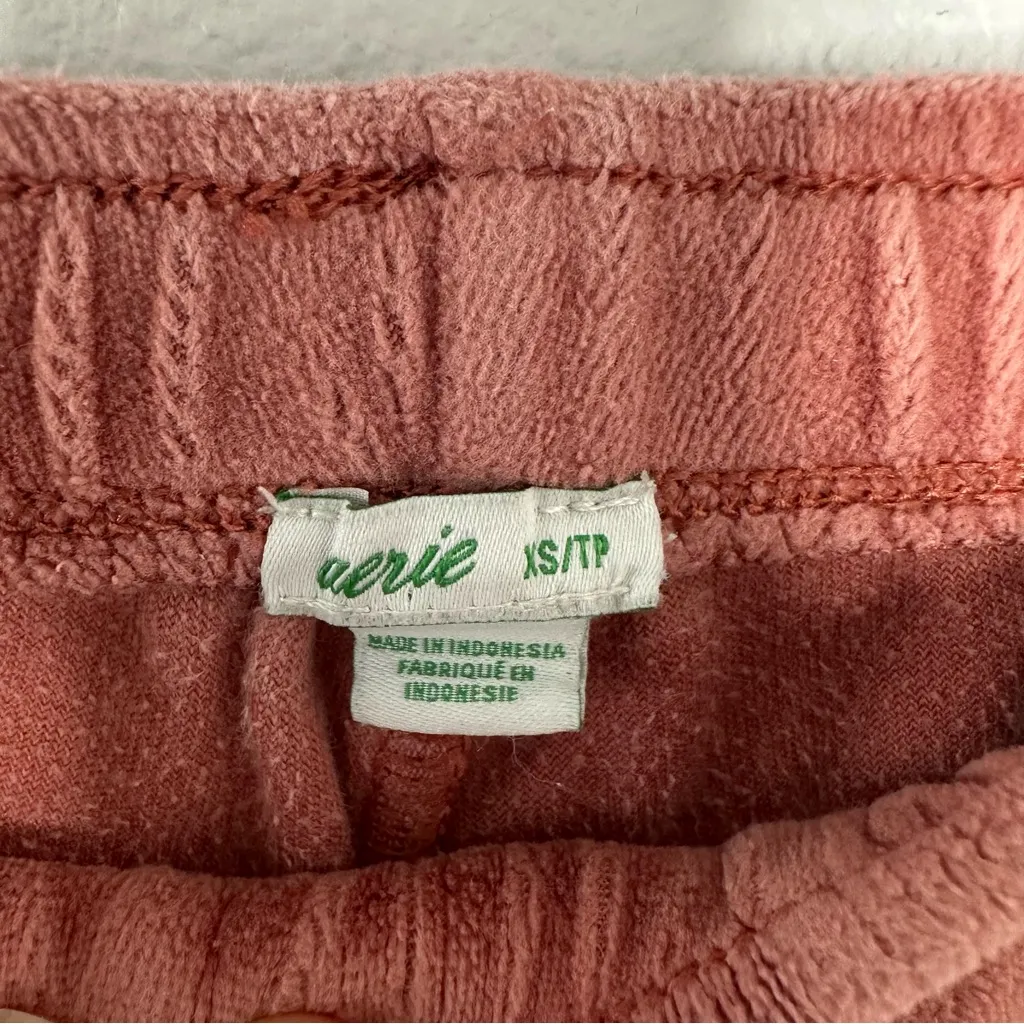 aerie XS/TP
MADE IN INDONESIA
FABRIQUÉ EN
INDONESIE